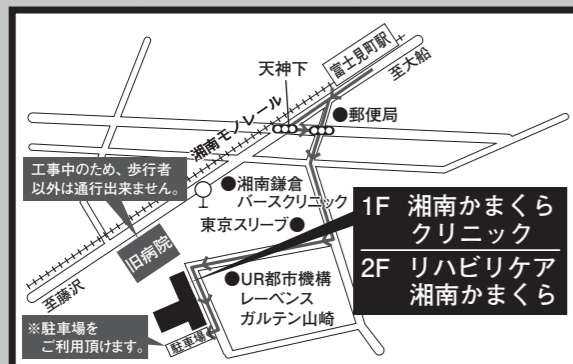 富士見町駅
至大船
天神下
●郵便局
湘南モノレール
工事中のため、歩行者
以外は通行出来ません。
●湘南鎌倉
バースクリニック
東京スリーブ●
旧病院
1F 湘南かまくら
クリニック
2F リハビリケア
湘南かまくら
至藤沢
●UR都市機構
レーベンス
ガルテン山崎
※駐車場を
ご利用頂けます。
駐車場